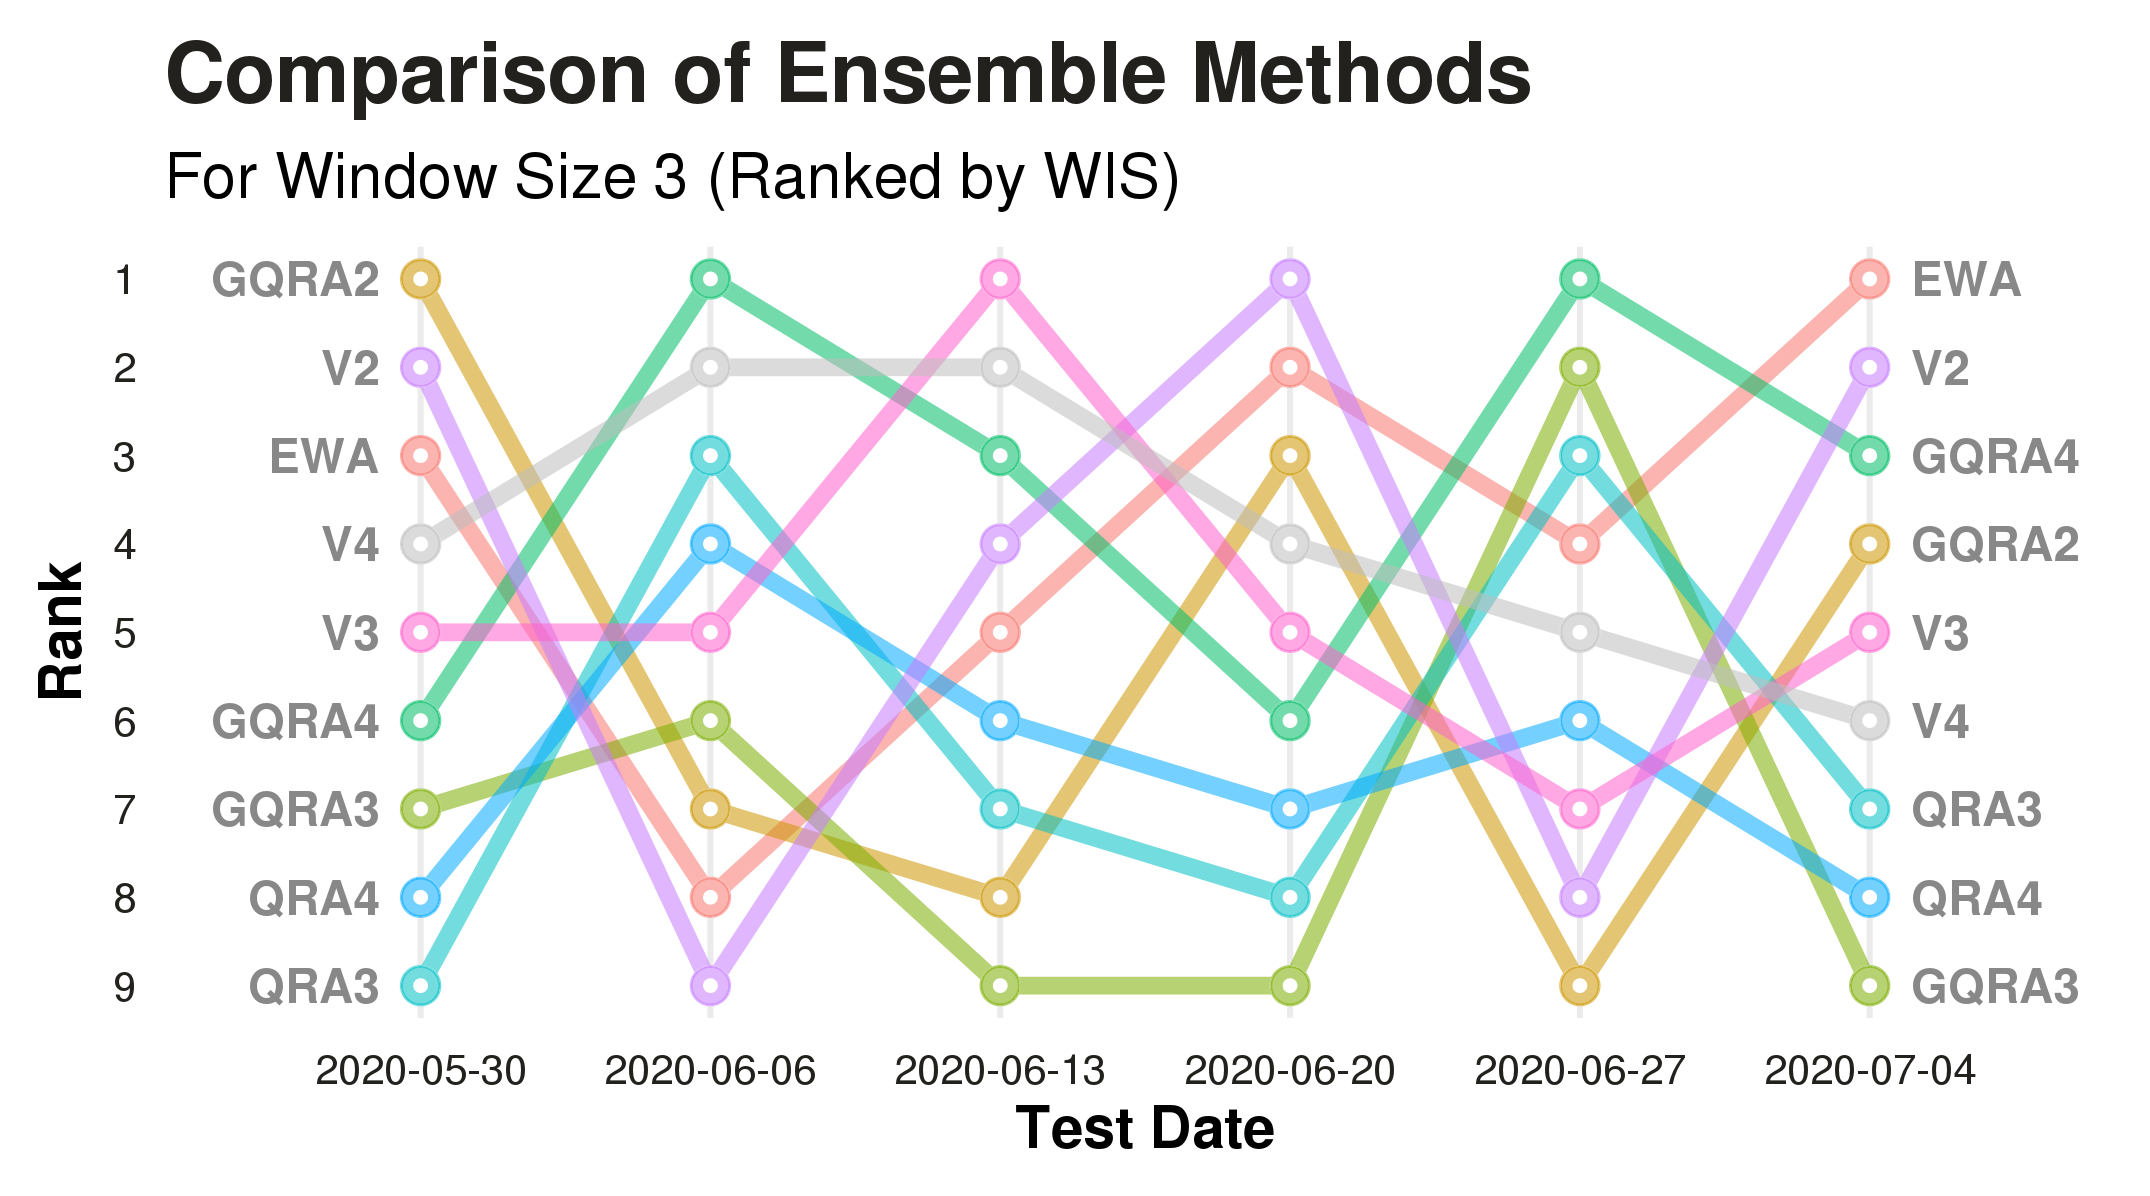 Comparison of Ensemble Methods
For Window Size 3 (Ranked by WIS)
1 GQRA2 EWA
2 V2 V2
3 EWA GQRA4
4 V4 GQRA2
5 V3 V3
6 GQRA4 V4
7 GQRA3 QRA3
8 QRA4 QRA4
9 QRA3 GQRA3
Rank
2020-05-30 2020-06-06 2020-06-13 2020-06-20 2020-06-27 2020-07-04
Test Date